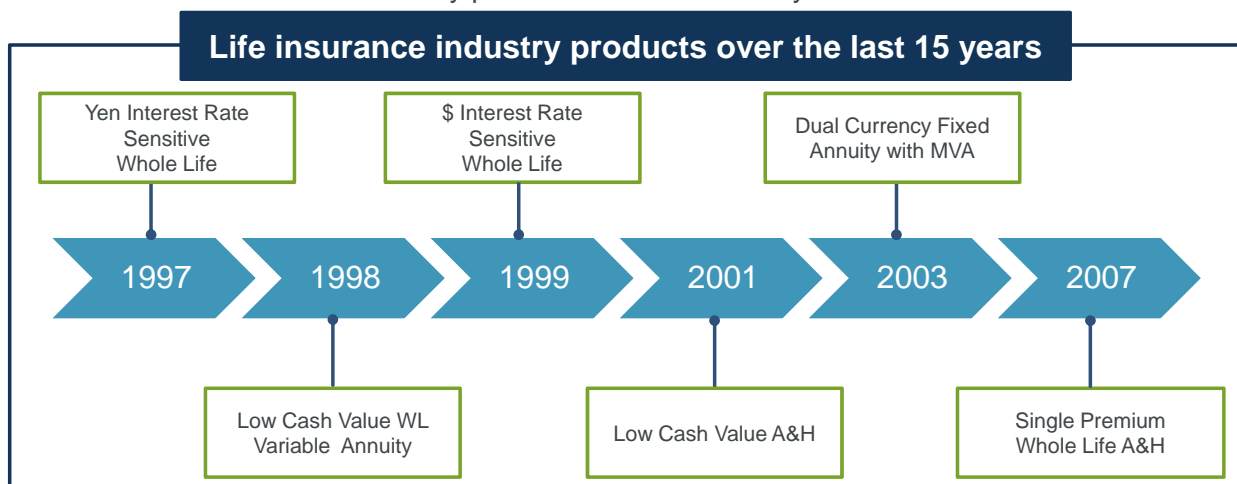 Life insurance industry products over the last 15 years
Yen Interest Rate
Sensitive
Whole Life
$ Interest Rate
Sensitive
Whole Life
Dual Currency Fixed
Annuity with MVA
1997
1998
1999
2001
2003
2007
Low Cash Value WL
Variable Annuity
Low Cash Value A&H
Single Premium
Whole Life A&H